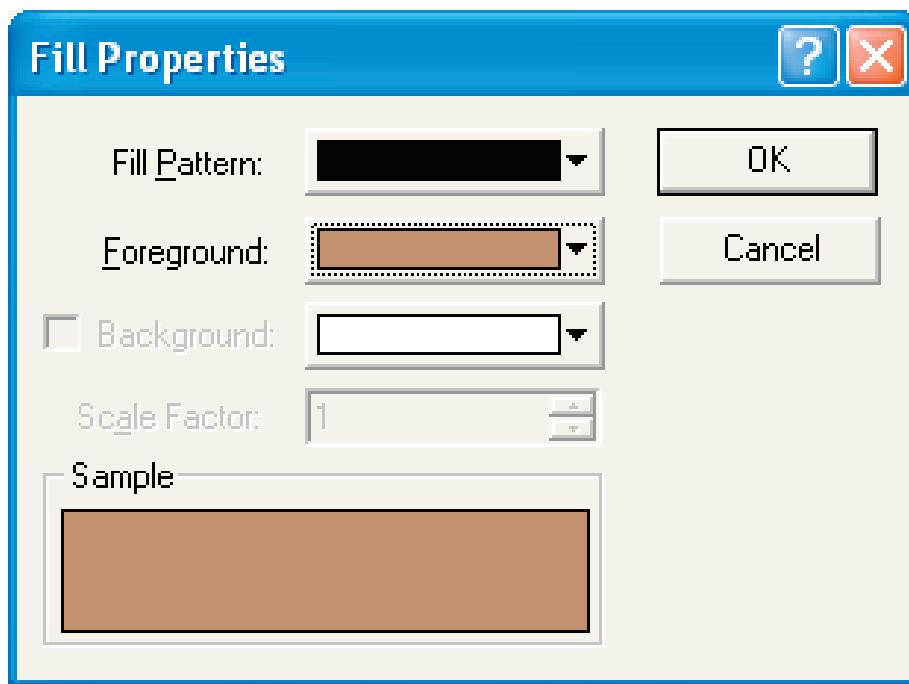 Fill Properties
Fill Pattern:
OK
Foreground:
Cancel
Background:
Scale Factor:
1
Sample